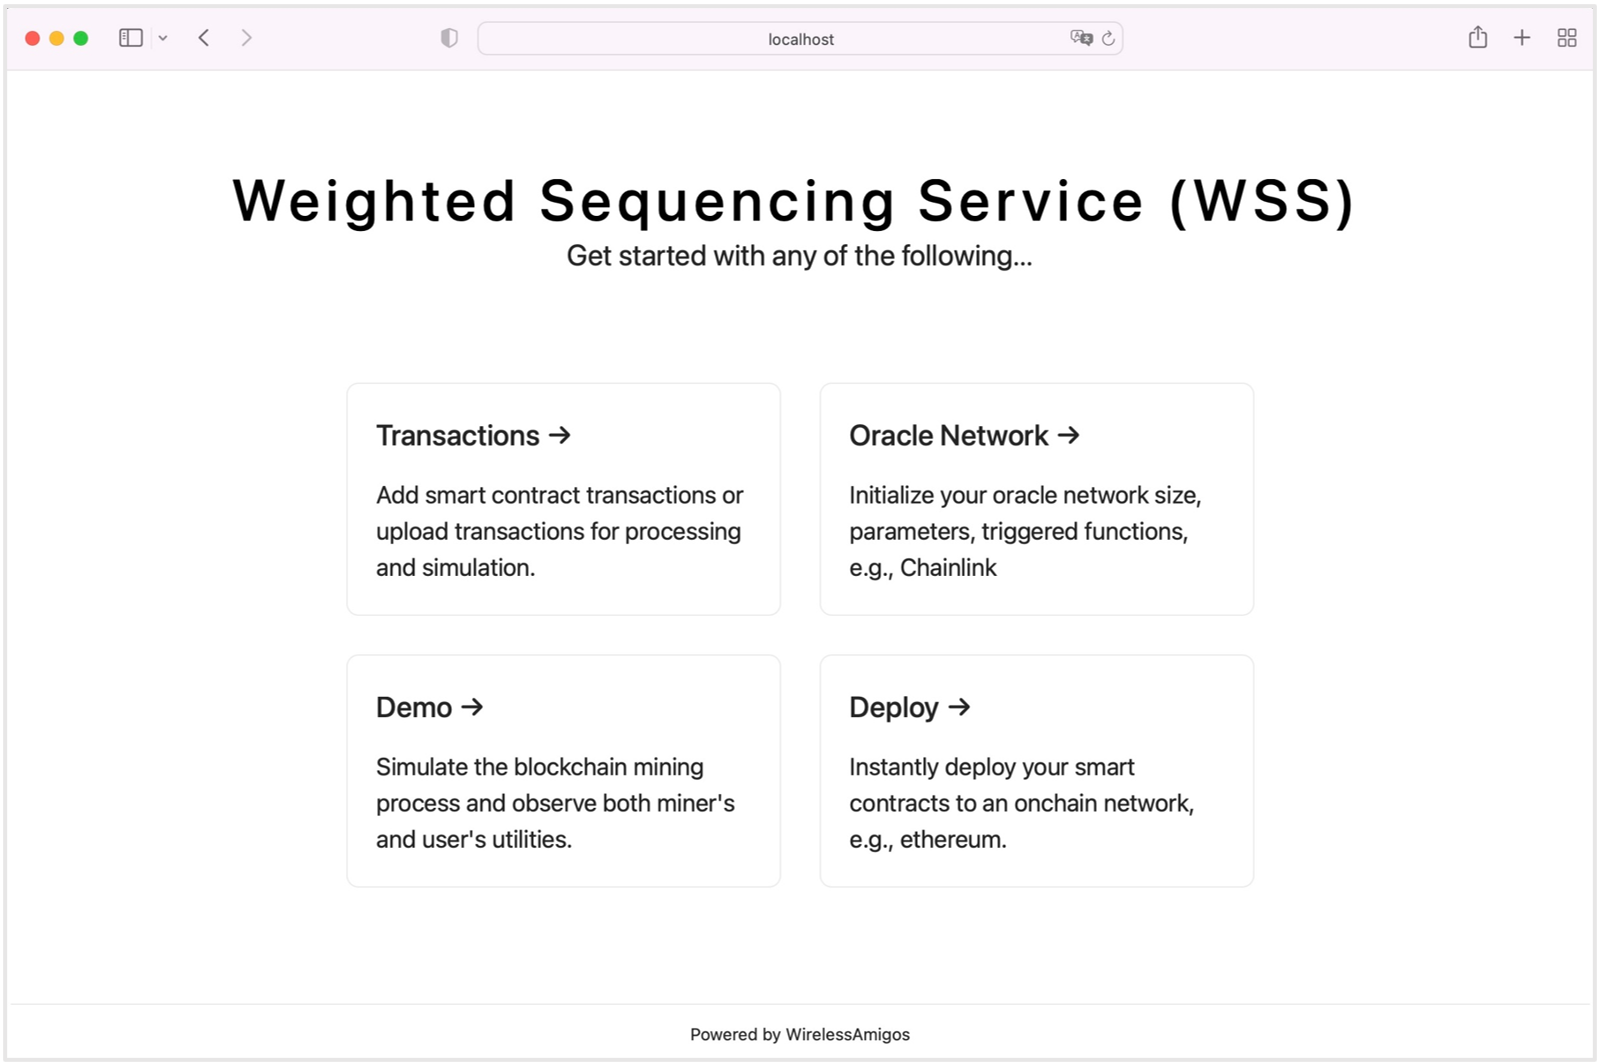 localhost
Weighted Sequencing Service (WSS)
Get started with any of the following...
Transactions →
Add smart contract transactions or
upload transactions for processing
and simulation.
Oracle Network →
Initialize your oracle network size,
parameters, triggered functions,
e.g., Chainlink
Demo →
Simulate the blockchain mining
process and observe both miner's
and user's utilities.
Deploy →
Instantly deploy your smart
contracts to an onchain network,
e.g., ethereum.
Powered by WirelessAmigos